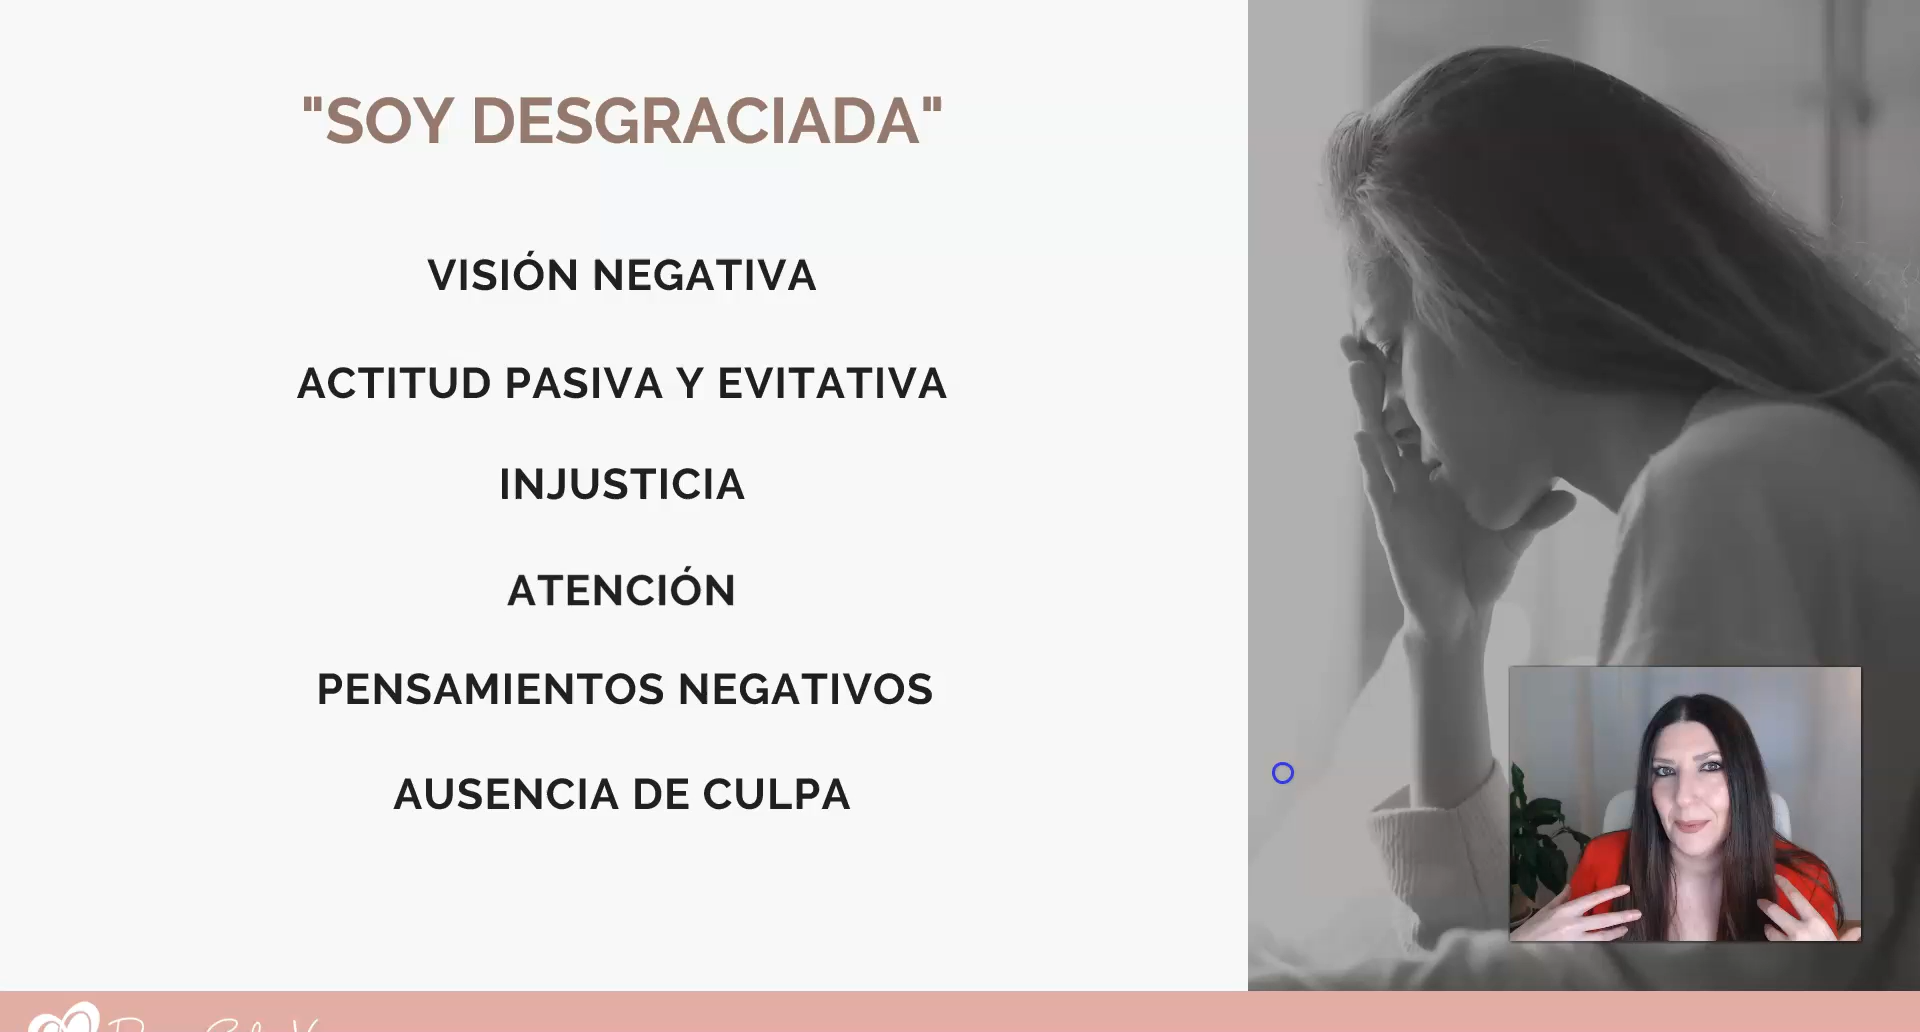 "SOY DESGRACIADA"
VISIÓN NEGATIVA
ACTITUD PASIVA Y EVITATIVA
INJUSTICIA
ATENCIÓN
PENSAMIENTOS NEGATIVOS
AUSENCIA DE CULPA